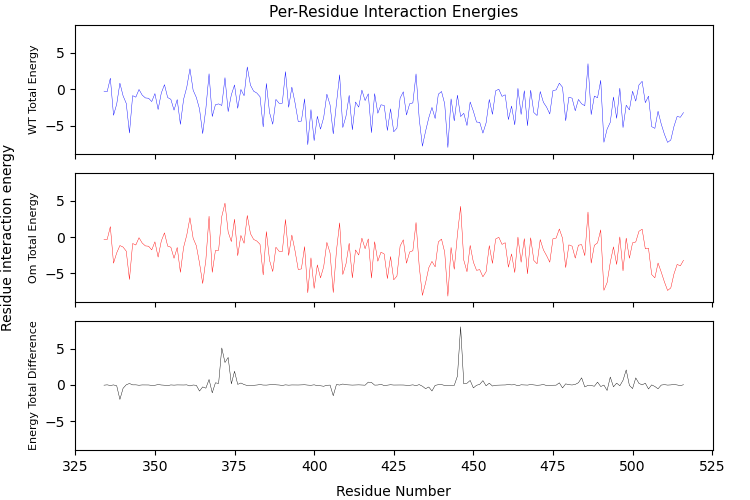 Per-Residue Interaction Energies
Residue interaction energy
WT Total Energy
5
0
−5
Om Total Energy
5
0
−5
Energy Total Difference
5
0
−5
325 350 375 400 425 450 475 500 525
Residue Number